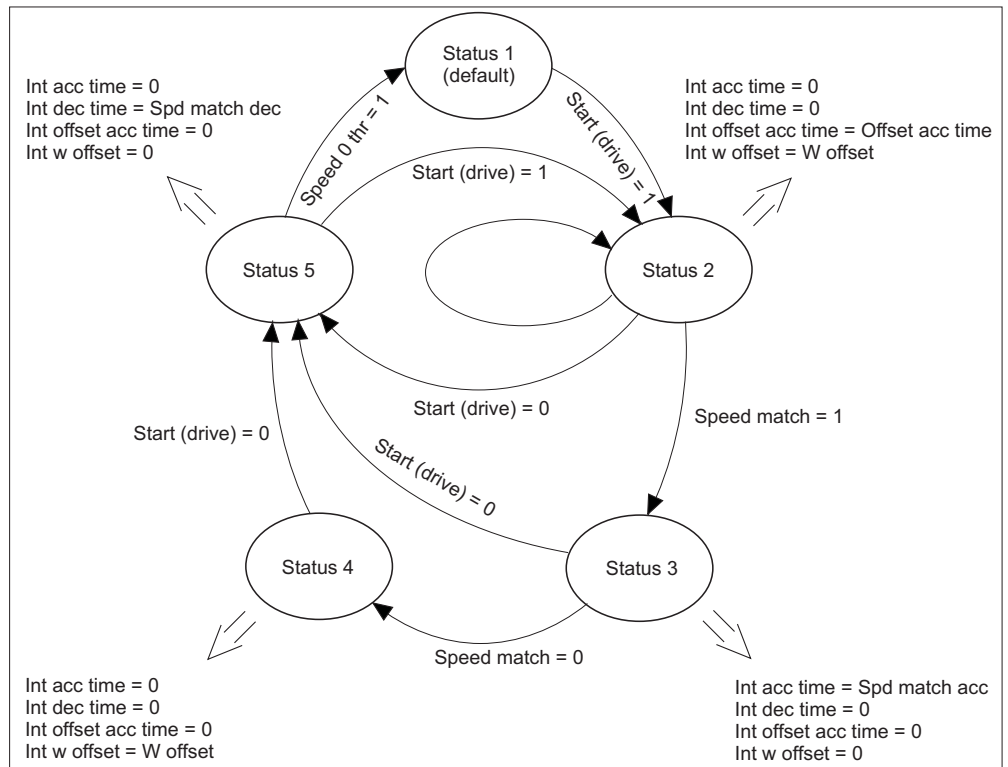 Status 1
(default)
Int acc time = 0
Int dec time = Spd match dec
Int offset acc time = 0
Int w offset = 0
Int acc time = 0
Int dec time = 0
Int offset acc time = Offset acc time
Int w offset = W offset
Speed 0 thr = 1
Start (drive) = 1
Start (drive) = 1
Status 5
Status 2
Start (drive) = 0
Speed match = 1
Start (drive) = 0
Start (drive) = 0
Status 4
Status 3
Speed match = 0
Int acc time = 0
Int dec time = 0
Int offset acc time = 0
Int w offset = W offset
Int acc time = Spd match acc
Int dec time = 0
Int offset acc time = 0
Int w offset = 0